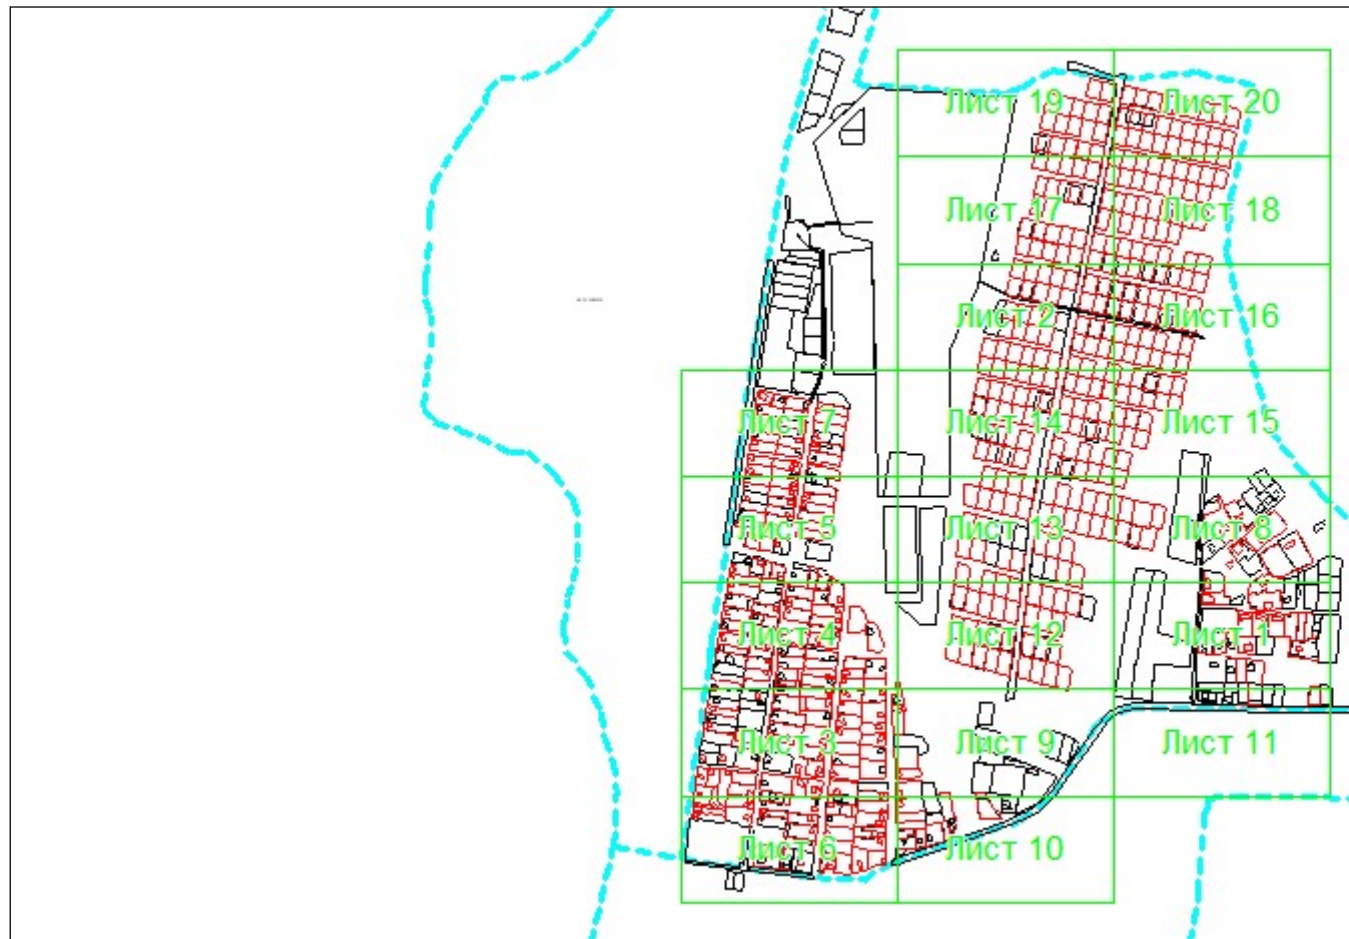 Лист 19
Лист 20
Лист 17
Лист 18
Лист 2
Лист 16
Лист 7
Лист 14
Лист 15
Лист 5
Лист 13
Лист 8
Лист 4
Лист 12
Лист 1
Лист 3
Лист 9
Лист 11
Лист 6
Лист 10